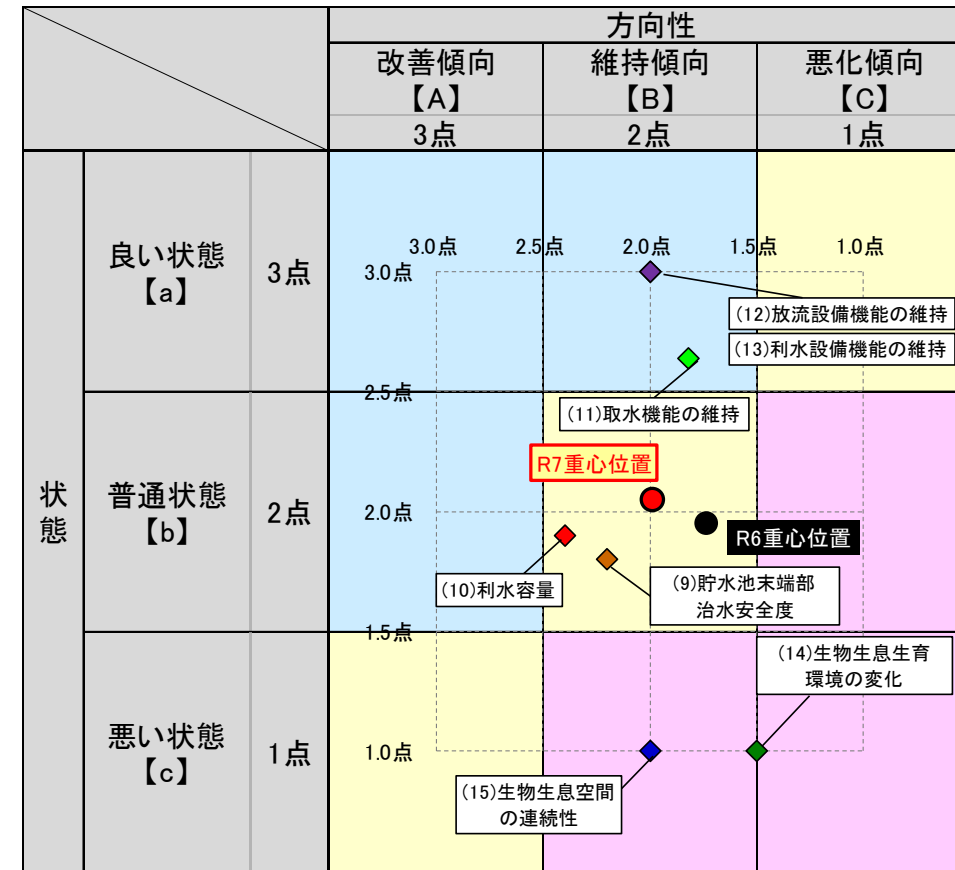 方向性
改善傾向
【A】
維持傾向
【B】
悪化傾向
【C】
3点
2点
1点
状態
良い状態
【a】
3点
普通状態
【b】
2点
悪い状態
【c】
1点
3.0点
2.5点
2.0点
1.5点
1.0点
3.0点
2.5点
2.0点
1.5点
1.0点
(12)放流設備機能の維持
(13)利水設備機能の維持
(11)取水機能の維持
R7重心位置
R6重心位置
(10)利水容量
(9)貯水池末端部
治水安全度
(14)生物生息生育
環境の変化
(15)生物生息空間
の連続性